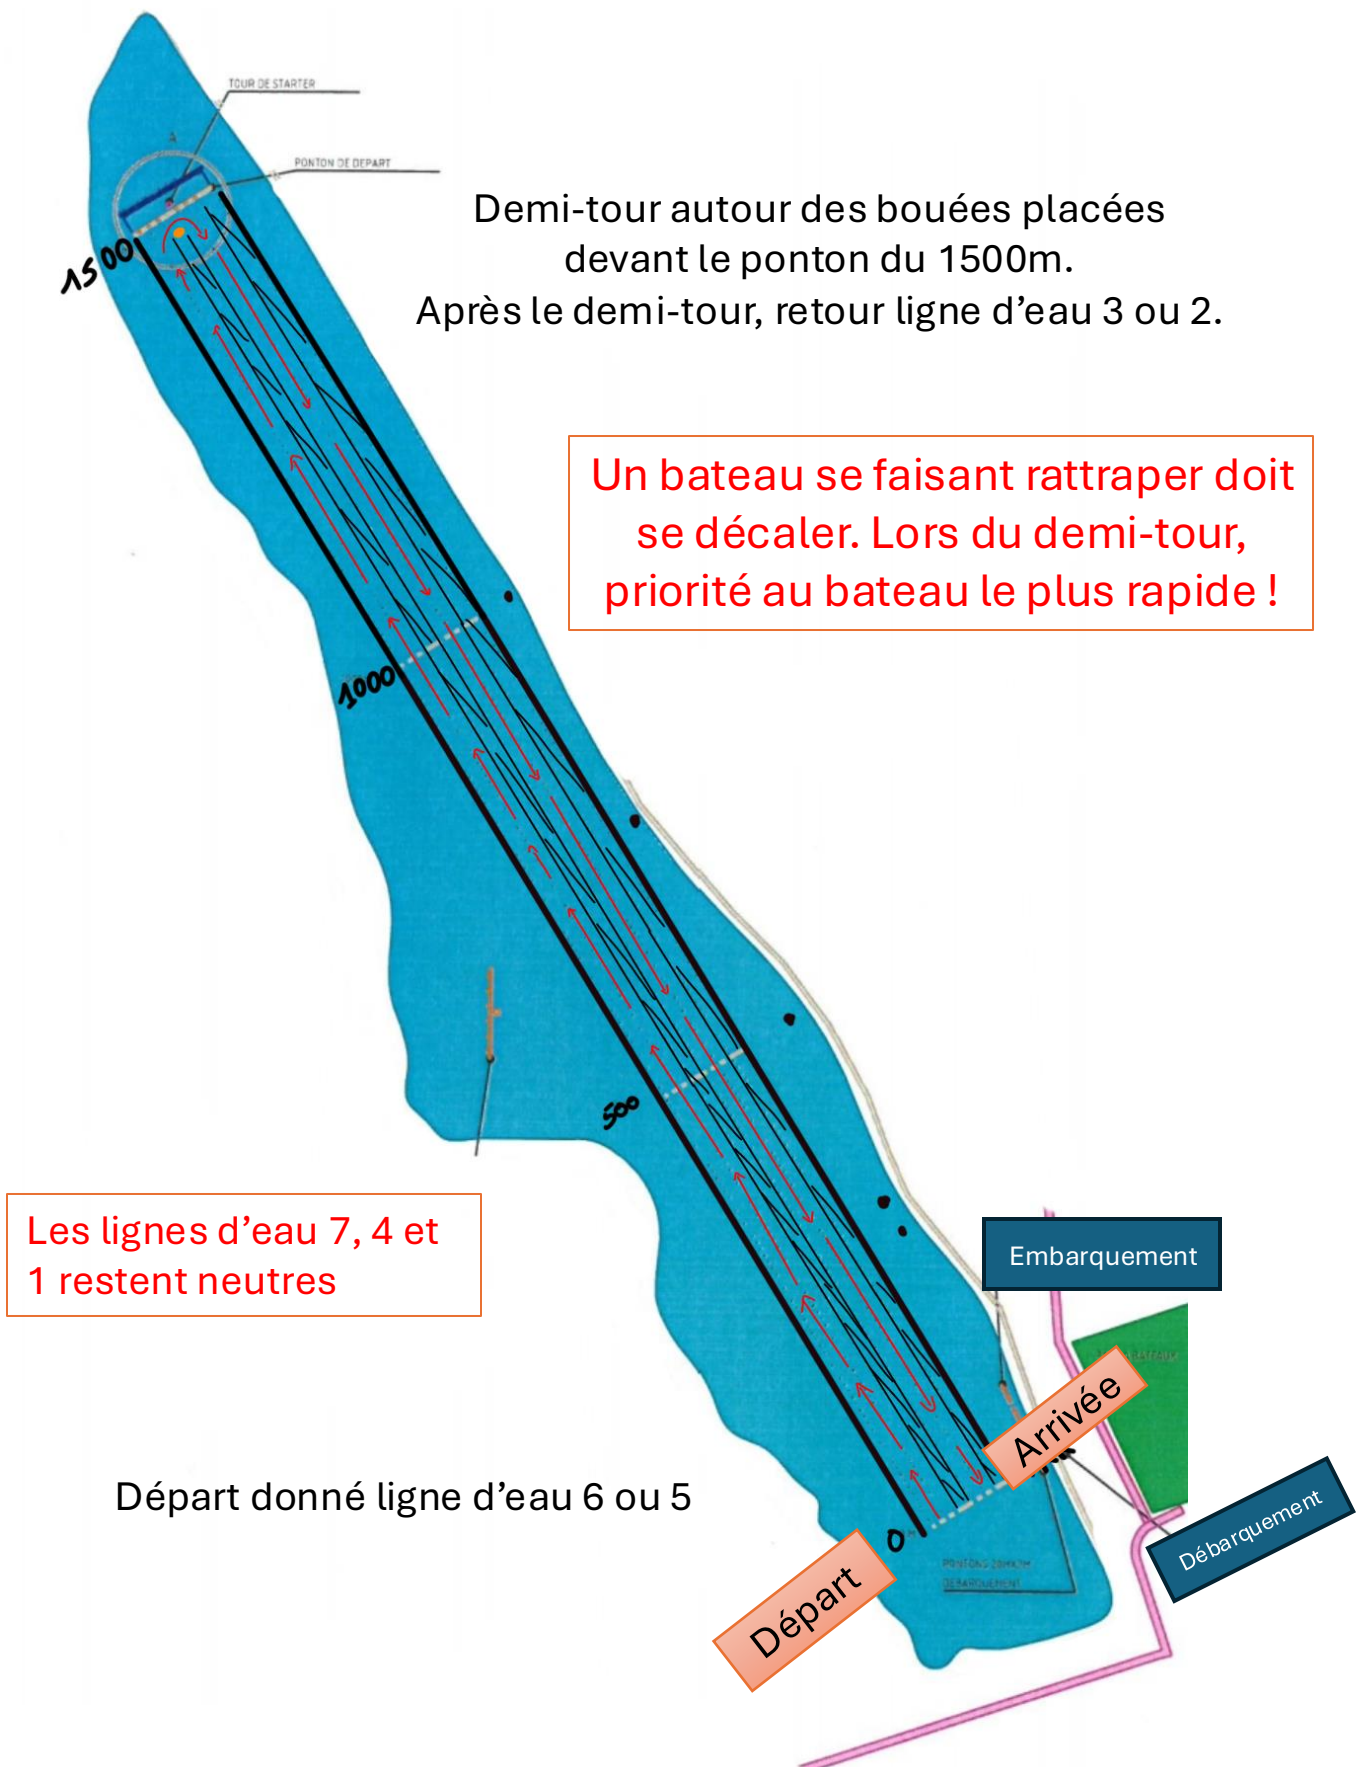 TOUR DE STARTER
A
PONTON DE DEPART
1500
Demi-tour autour des bouées placées
devant le ponton du 1500m.
Après le demi-tour, retour ligne d'eau 3 ou 2.
Un bateau se faisant rattraper doit
se décaler. Lors du demi-tour,
priorité au bateau le plus rapide !
1000
500
Les lignes d'eau 7, 4 et
1 restent neutres
Embarquement
Arrivée
Départ donné ligne d'eau 6 ou 5
0
Débarquement
Départ
DEBARQUEMENT